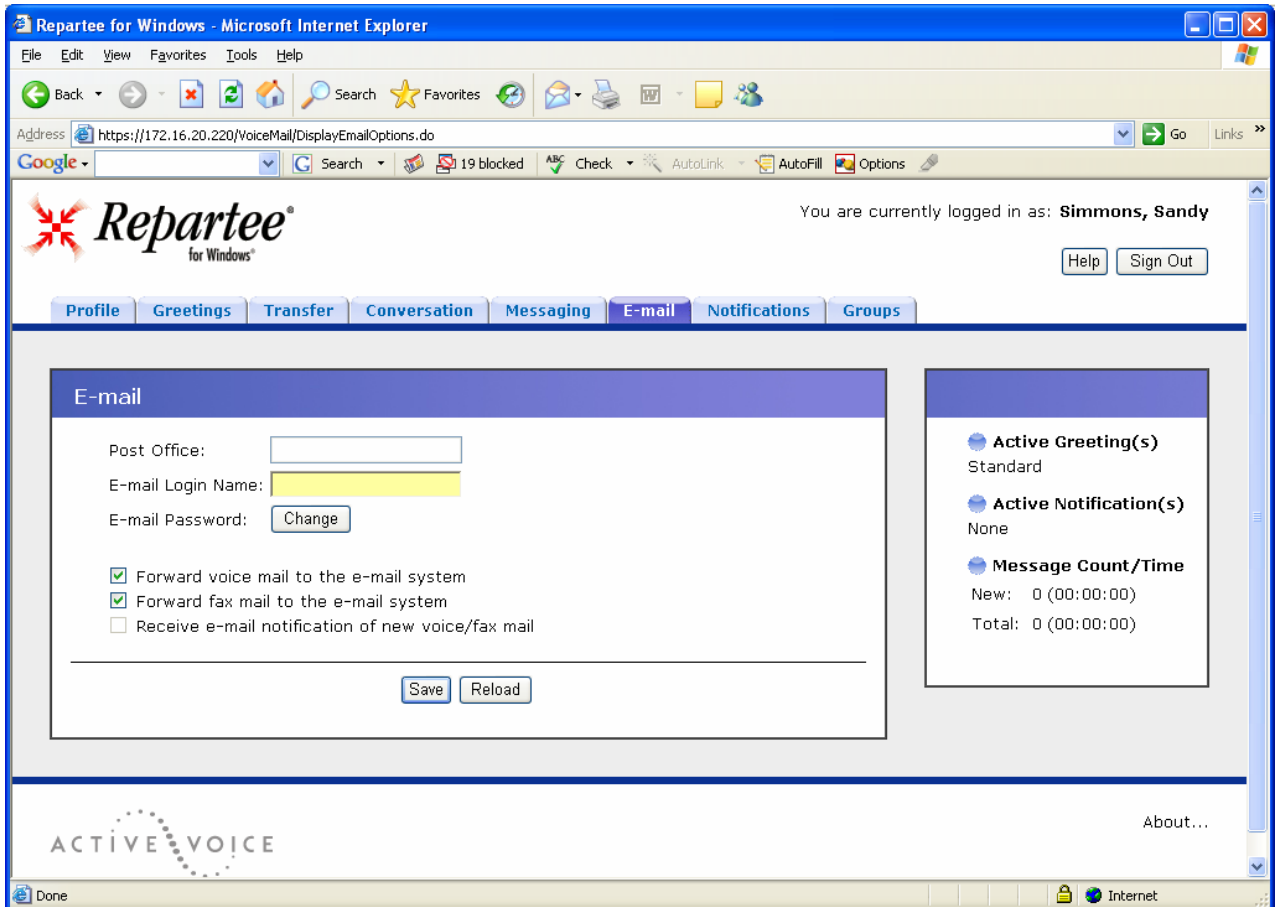 Repartee for Windows - Microsoft Internet Explorer
File Edit View Favorites Tools Help
Back Search Favorites W
Address https://172.16.20.220/VoiceMail/DisplayEmailOptions.do Go Links »
Google G Search 19 blocked ABC Check AutoLink AutoFill Options
Repartee®
for Windows®
You are currently logged in as: Simmons, Sandy
Help Sign Out
Profile Greetings Transfer Conversation Messaging E-mail Notifications Groups
E-mail
Post Office:
E-mail Login Name:
E-mail Password: Change
Forward voice mail to the e-mail system
Forward fax mail to the e-mail system
Receive e-mail notification of new voice/fax mail
Save Reload
Active Greeting(s)
Standard
Active Notification(s)
None
Message Count/Time
New: 0 (00:00:00)
Total: 0 (00:00:00)
About...
ACTIVE VOICE
Done Internet